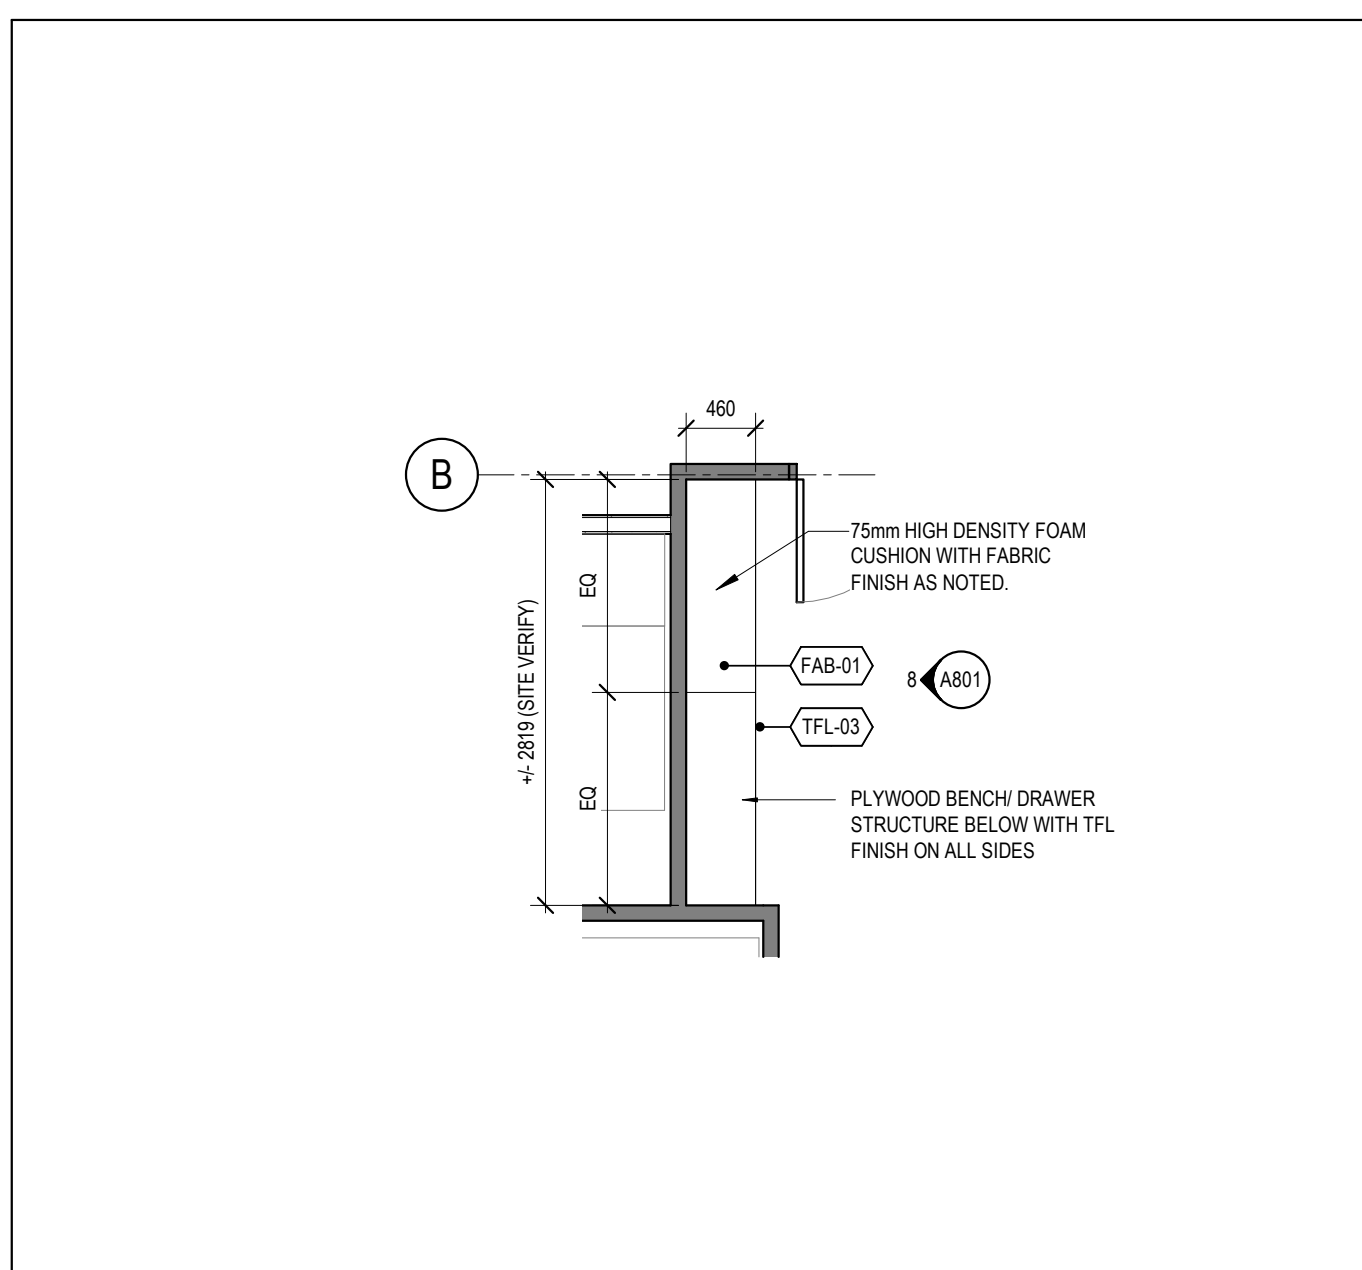 460
B
75mm HIGH DENSITY FOAM
CUSHION WITH FABRIC
FINISH AS NOTED.
EQ
+/- 2819 (SITE VERIFY)
FAB-01
8 A801
TFL-03
EQ
PLYWOOD BENCH/ DRAWER
STRUCTURE BELOW WITH TFL
FINISH ON ALL SIDES